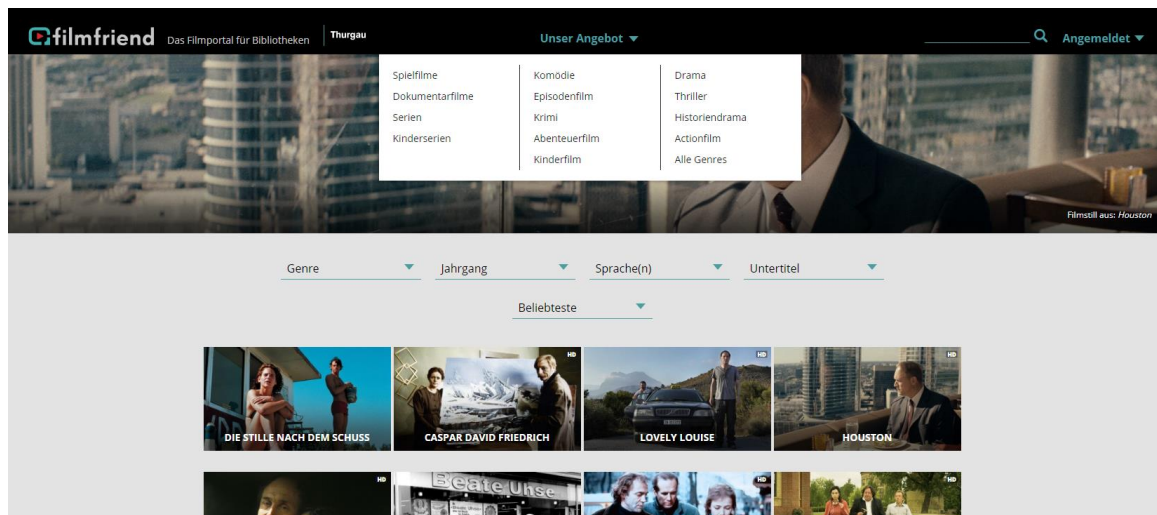 filmfriend Das Filmportal für Bibliotheken Thurgau Unser Angebot Angemeldet
Spielfilme
Dokumentarfilme
Serien
Kinderserien
Komödie
Episodenfilm
Krimi
Abenteuerfilm
Kinderfilm
Drama
Thriller
Historiendrama
Actionfilm
Alle Genres
Filmstill aus: Houston
Genre Jahrgang Sprache(n) Untertitel
Beliebteste
HD HD HD
DIE STILLE NACH DEM SCHUSS CASPAR DAVID FRIEDRICH LOVELY LOUISE HOUSTON
HD HD HD
Beate Uhse